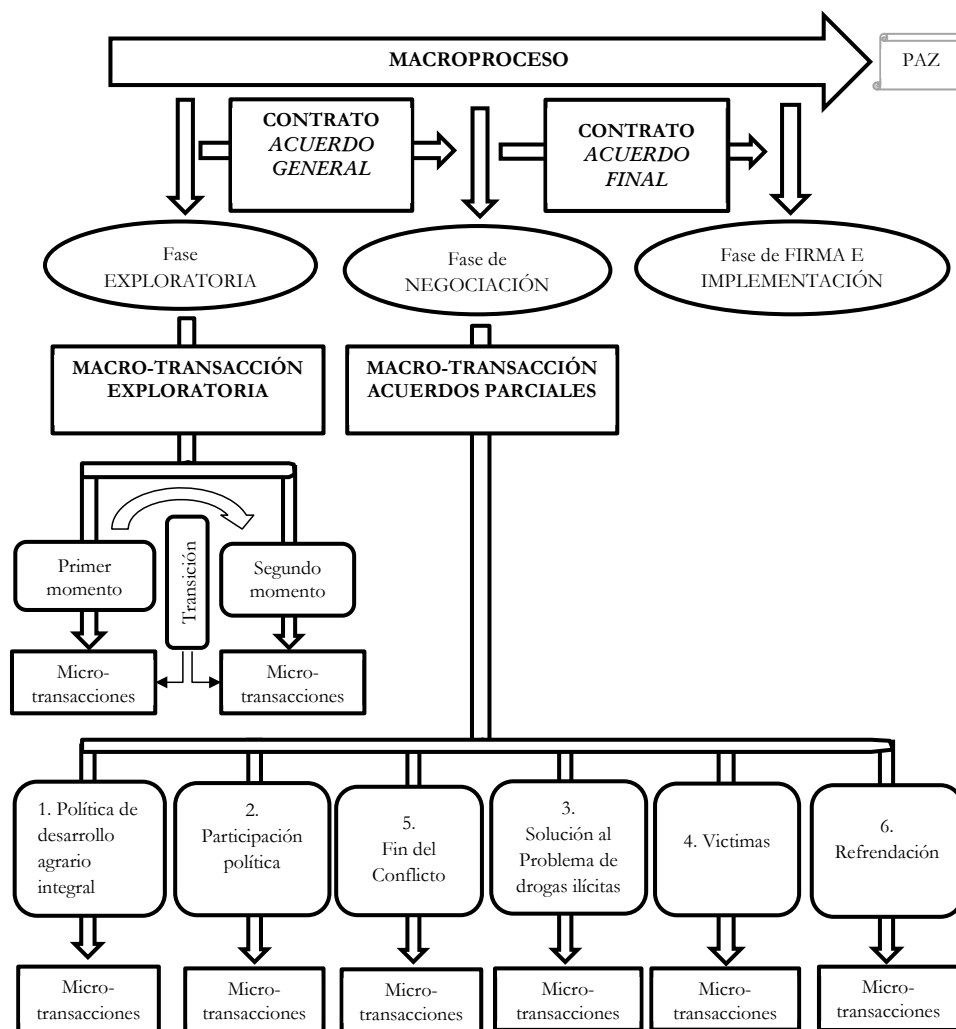 MACROPROCESO
PAZ
CONTRATO
ACUERDO
GENERAL
CONTRATO
ACUERDO
FINAL
Fase
EXPLORATORIA
Fase de
NEGOCIACIÓN
Fase de FIRMA E
IMPLEMENTACIÓN
MACRO-TRANSACCIÓN
EXPLORATORIA
MACRO-TRANSACCIÓN
ACUERDOS PARCIALES
Primer
momento
Transición
Segundo
momento
Micro-
transacciones
Micro-
transacciones
1. Política de
desarrollo
agrario
integral
2.
Participación
política
5.
Fin del
Conflicto
3.
Solución al
Problema de
drogas ilícitas
4. Victimas
6.
Refrendación
Micro-
transacciones
Micro-
transacciones
Micro-
transacciones
Micro-
transacciones
Micro-
transacciones
Micro-
transacciones